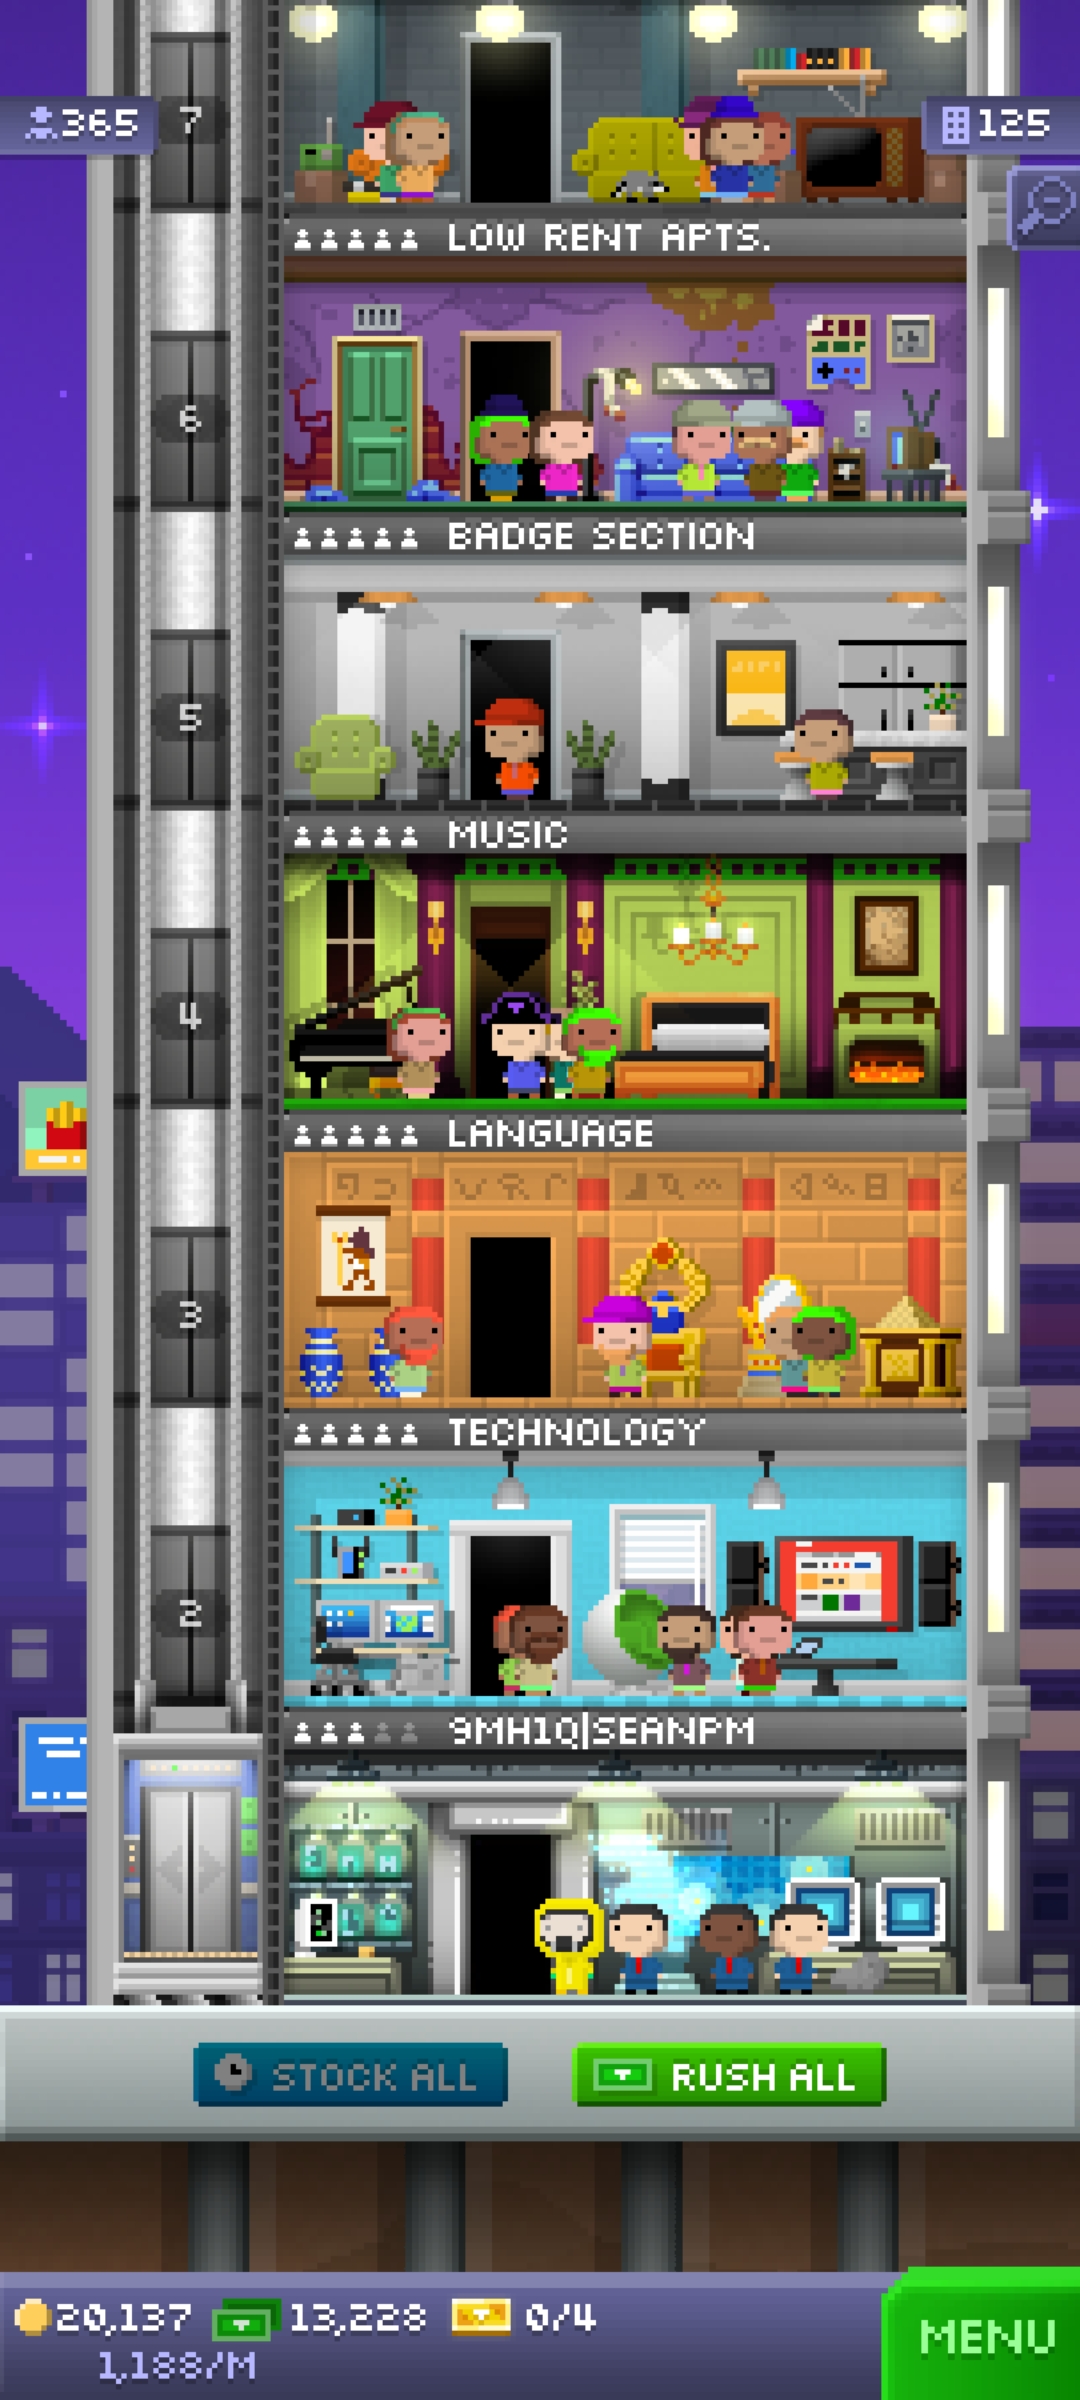 7
365
125
LOW RENT APTS.
6
BADGE SECTION
5
MUSIC
4
LANGUAGE
3
TECHNOLOGY
2
9MH1Q|SEANPM
STOCK ALL
RUSH ALL
20,137
13,228
0/4
1,188/M
MENU